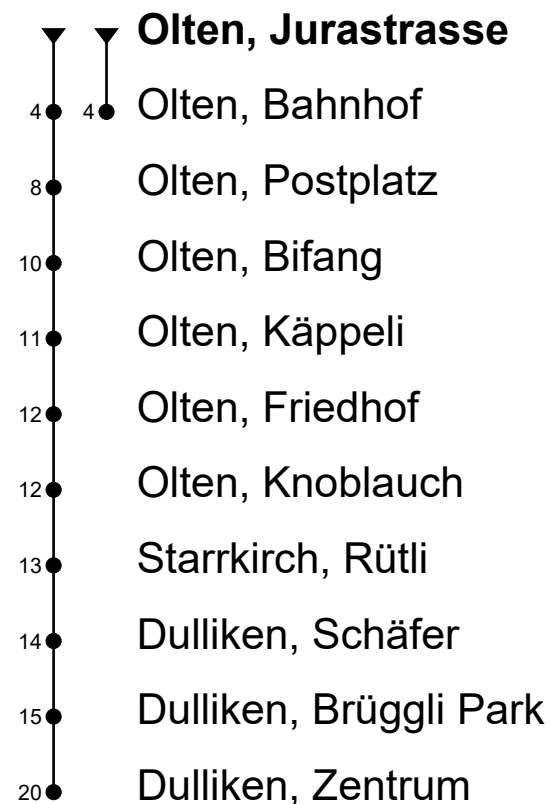 Olten, Jurastrasse
4 4 Olten, Bahnhof
8 Olten, Postplatz
10 Olten, Bifang
11 Olten, Käppeli
12 Olten, Friedhof
12 Olten, Knoblauch
13 Starrkirch, Rütli
14 Dulliken, Schäfer
15 Dulliken, Brüggli Park
20 Dulliken, Zentrum